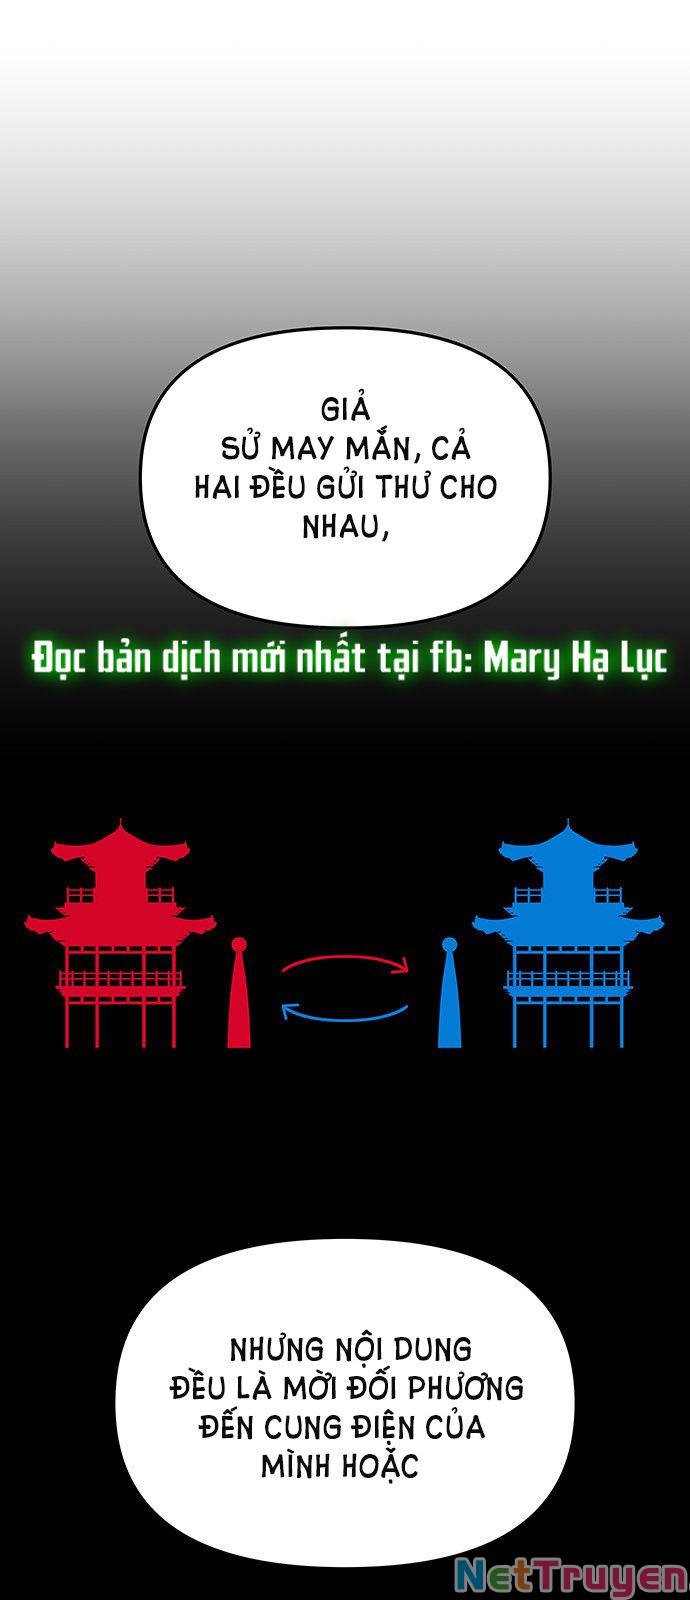 GIẢ
SỬ MAY MẮN, CẢ
HAI ĐỀU GỬI THƯ CHO
NHAU,
Đọc bản dịch mới nhất tại fb: Mary Hạ Lục
NHƯNG NỘI DUNG
ĐỀU LÀ MỜI ĐỐI PHƯƠNG
ĐẾN CUNG ĐIỆN CỦA
MÌNH HOẶC
NetTruyen